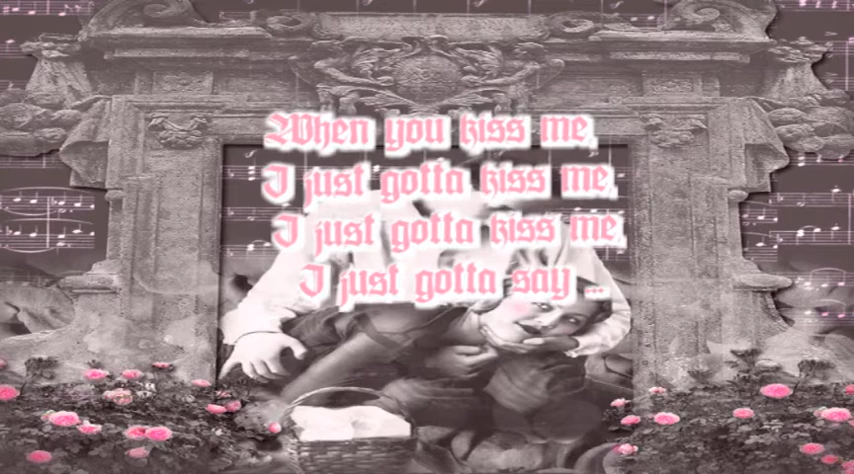 When you kiss me,
I just gotta kiss me,
I just gotta kiss me,
I just gotta say ...